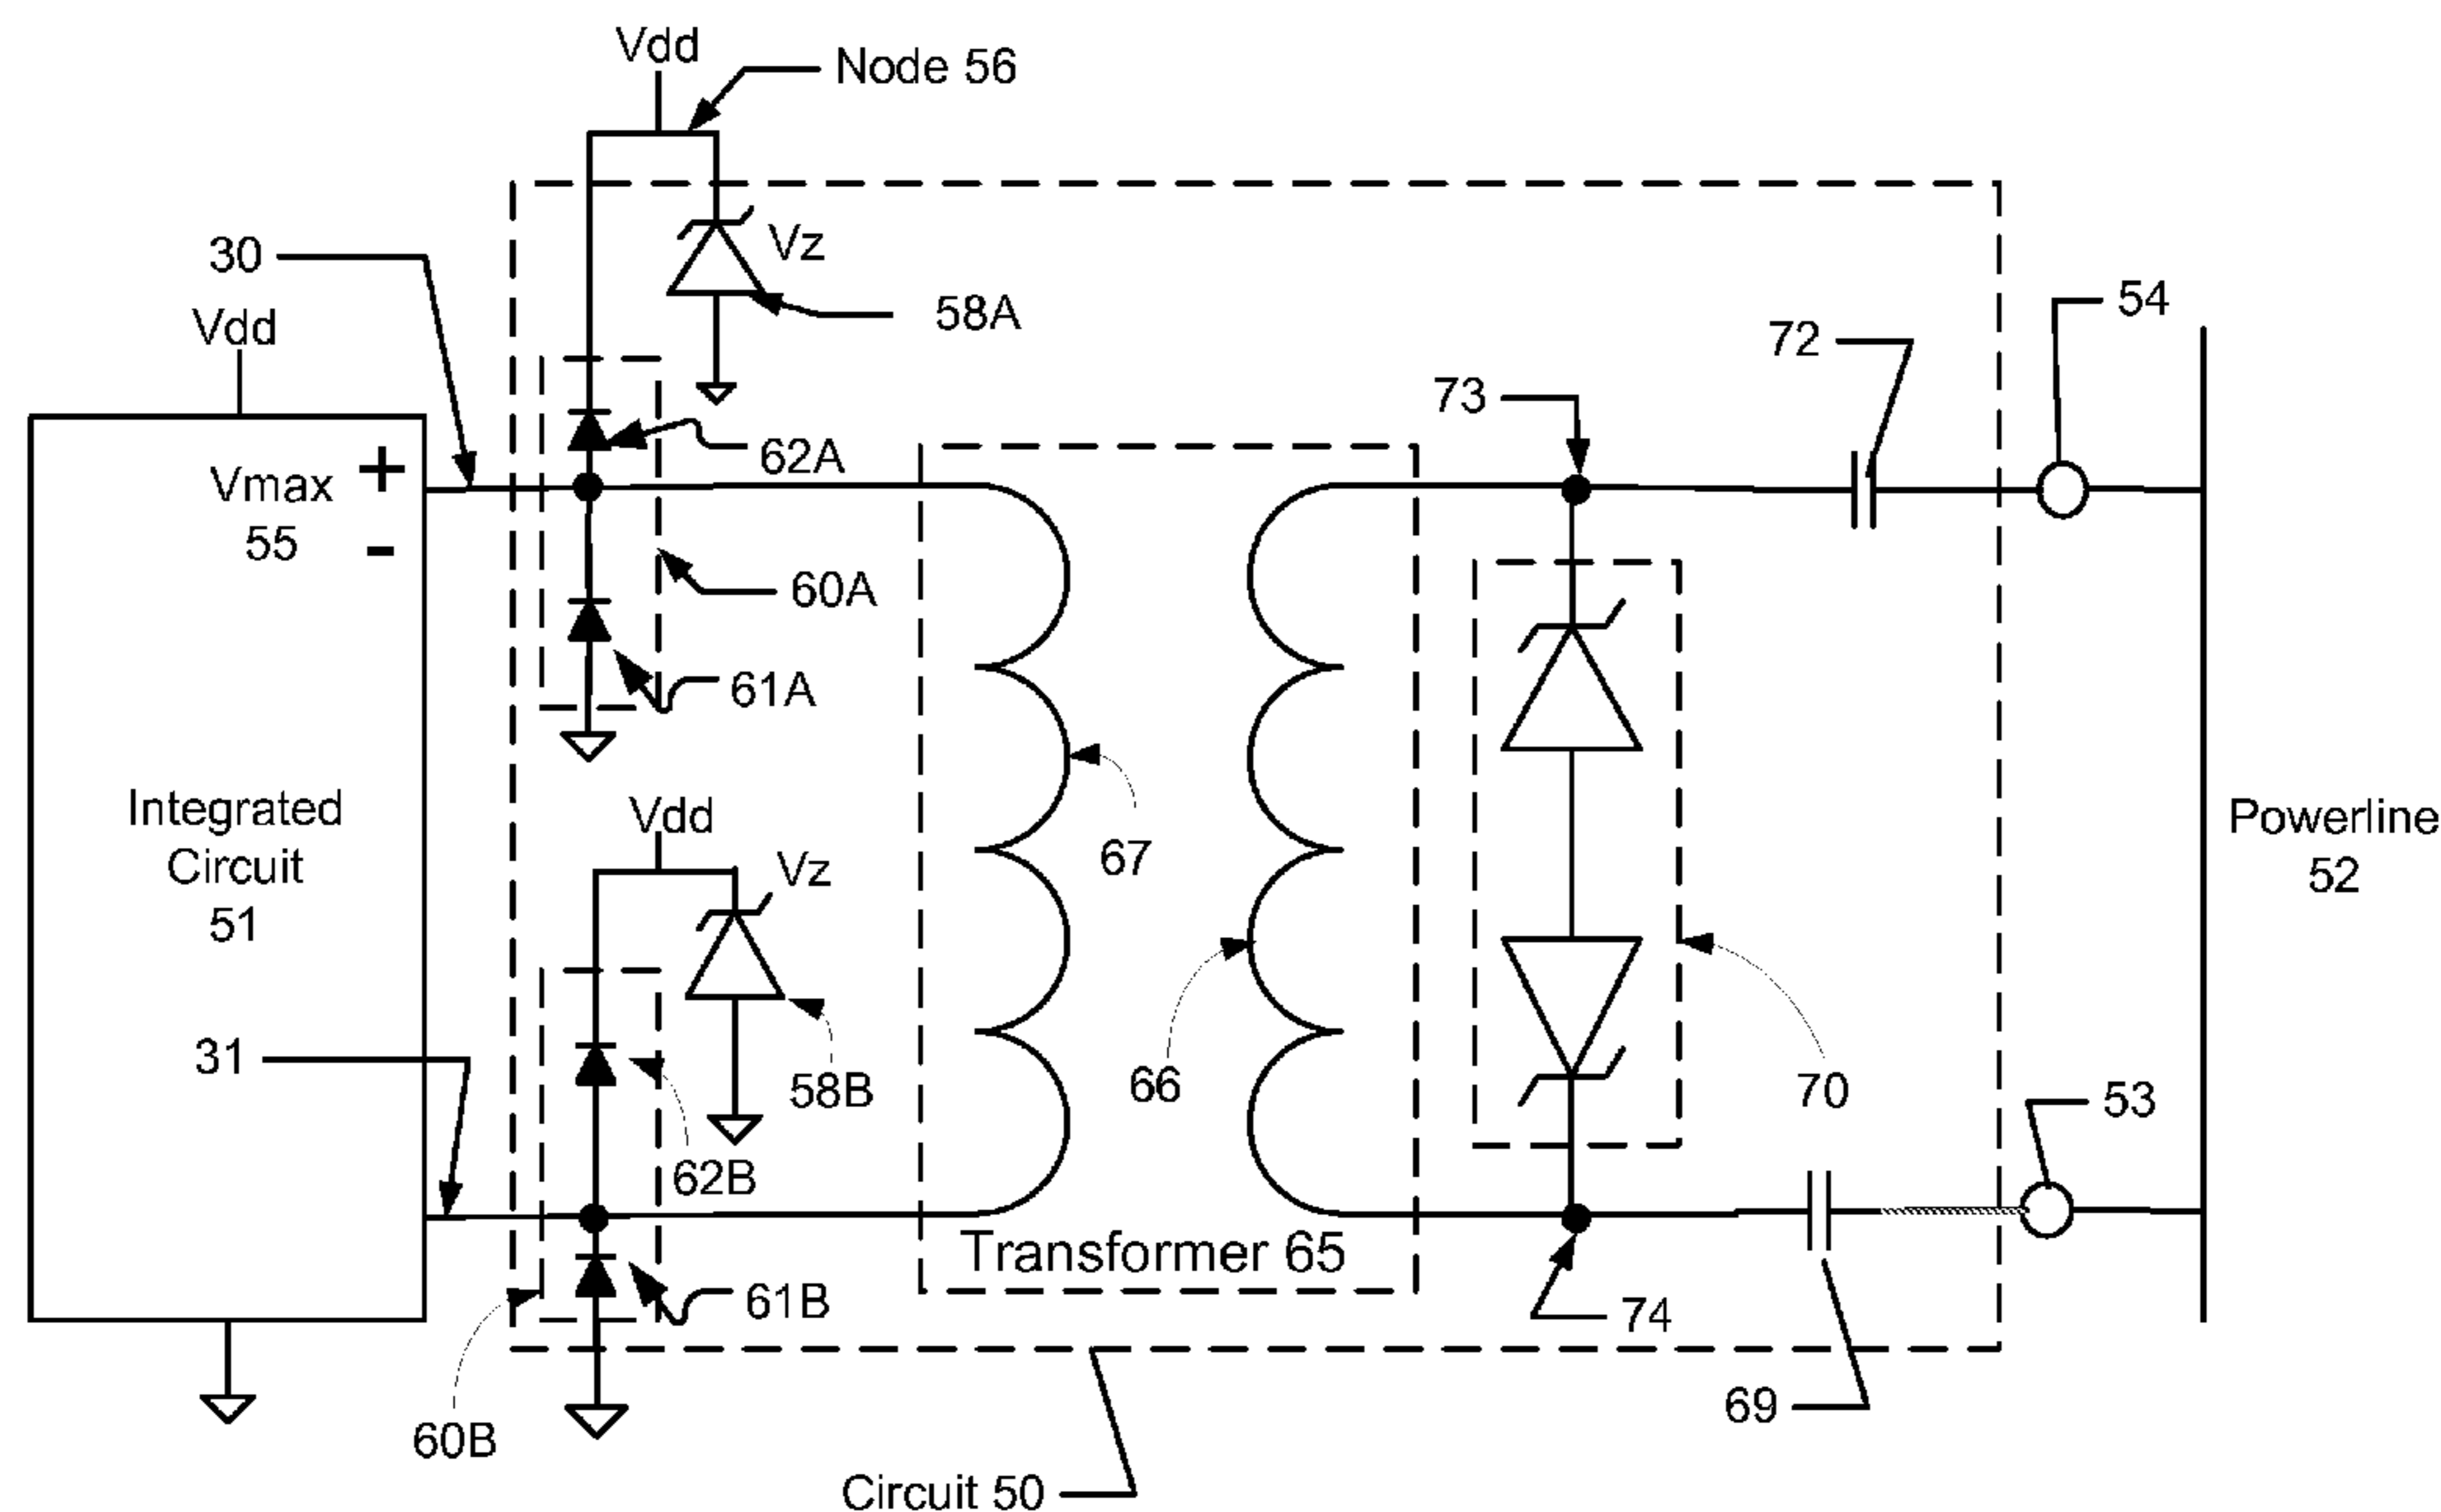 Vdd
Node 56
30
Vz
58A
54
Vdd
72
73
62A
+
Vmax
55
-
60A
61A
Vdd
Vz
Integrated
Circuit
51
67
Powerline
52
31
58B
66
70
53
62B
Transformer 65
61B
74
69
60B
Circuit 50